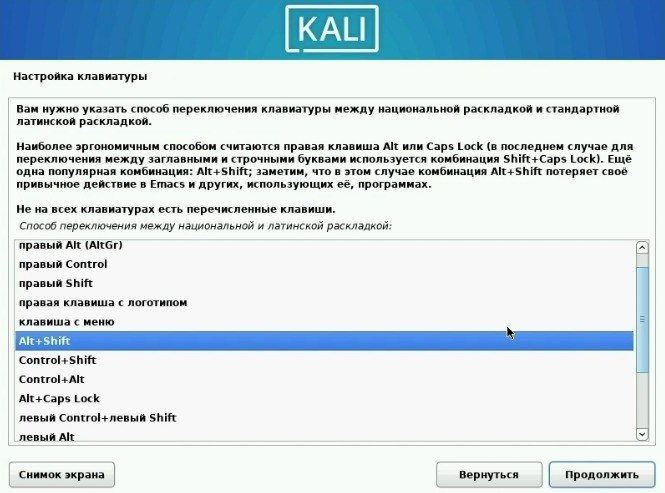 KALI
Настройка клавиатуры
Вам нужно указать способ переключения клавиатуры между национальной раскладкой и стандартной
латинской раскладкой.
Наиболее эргономичным способом считаются правая клавиша Alt или Caps Lock (в последнем случае для
переключения между заглавными и строчными буквами используется комбинация Shift+Caps Lock). Ещё
одна популярная комбинация: Alt+Shift; заметим, что в этом случае комбинация Alt+Shift потеряет своё
привычное действие в Emacs и других, использующих её, программах.
Не на всех клавиатурах есть перечисленные клавиши.
Способ переключения между национальной и латинской раскладкой:
правый Alt (AltGr)
правый Control
правый Shift
правая клавиша с логотипом
клавиша с меню
Alt+Shift
Control+Shift
Control+Alt
Alt+Caps Lock
левый Control+левый Shift
левый Alt
Снимок экрана
Вернуться
Продолжить